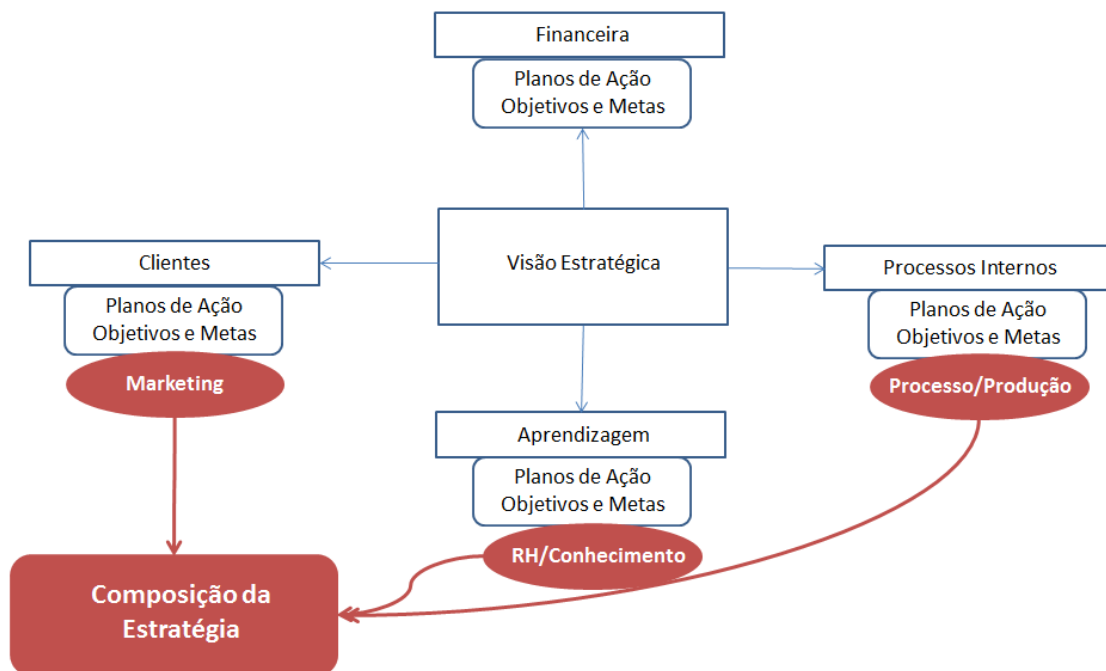 Financeira
Planos de Ação
Objetivos e Metas
Clientes
Planos de Ação
Objetivos e Metas
Marketing
Visão Estratégica
Processos Internos
Planos de Ação
Objetivos e Metas
Processo/Produção
Aprendizagem
Planos de Ação
Objetivos e Metas
RH/Conhecimento
Composição da
Estratégia